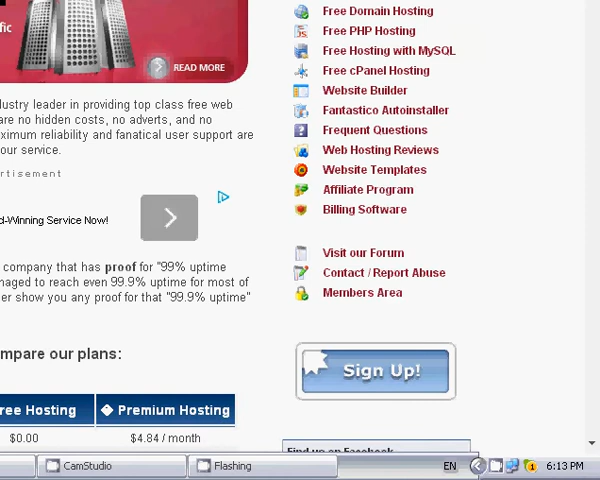 fic
READ MORE
dustry leader in providing top class free web
are no hidden costs, no adverts, and no
ximum reliability and fanatical user support are
our service.
rtisement
d-Winning Service Now!
company that has proof for "99% uptime
naged to reach even 99.9% uptime for most of
er show you any proof for that "99.9% uptime"
mpare our plans:
ree Hosting
� Premium Hosting
$0.00
$4.84 / month
Free Domain Hosting
Free PHP Hosting
Free Hosting with MySQL
Free cPanel Hosting
Website Builder
Fantastico Autoinstaller
Frequent Questions
Web Hosting Reviews
Website Templates
Affiliate Program
Billing Software
Visit our Forum
Contact / Report Abuse
Members Area
Sign Up!
Find us on Facebook
CamStudio
Flashing
EN
6:13 PM